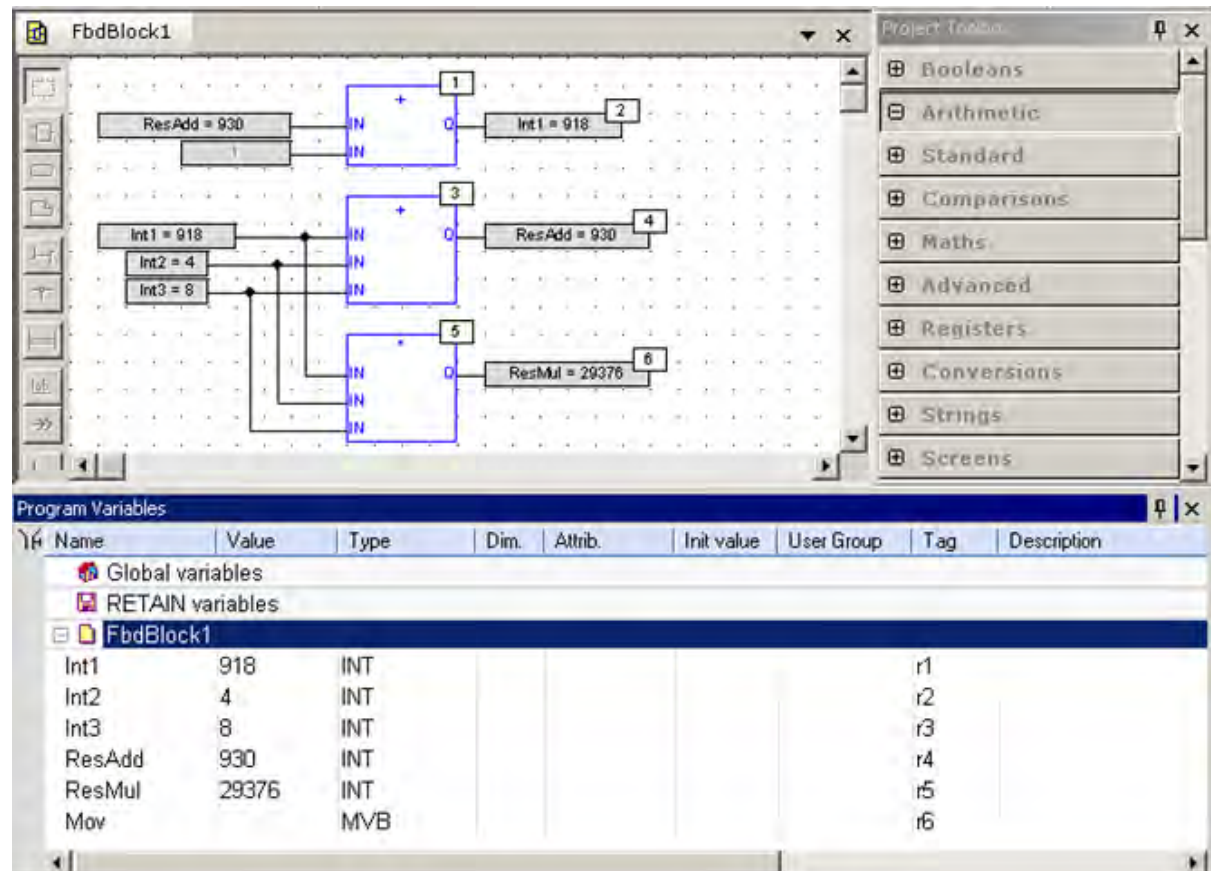 FbdBlock1
1
+
ResAdd = 930 IN Q Int1 = 918 2
1 IN
3
+
Int1 = 918 IN Q ResAdd = 930 4
Int2 = 4 IN
Int3 = 8 IN
5
*
IN Q ResMul = 29376 6
IN
IN
Project Toolbox
Booleans
Arithmetic
Standard
Comparisons
Maths
Advanced
Registers
Conversions
Strings
Screens
Program Variables
Name Value Type Dim. Attrib. Init value User Group Tag Description
Global variables
RETAIN variables
FbdBlock1
Int1 918 INT r1
Int2 4 INT r2
Int3 8 INT r3
ResAdd 930 INT r4
ResMul 29376 INT r5
Mov MVB r6